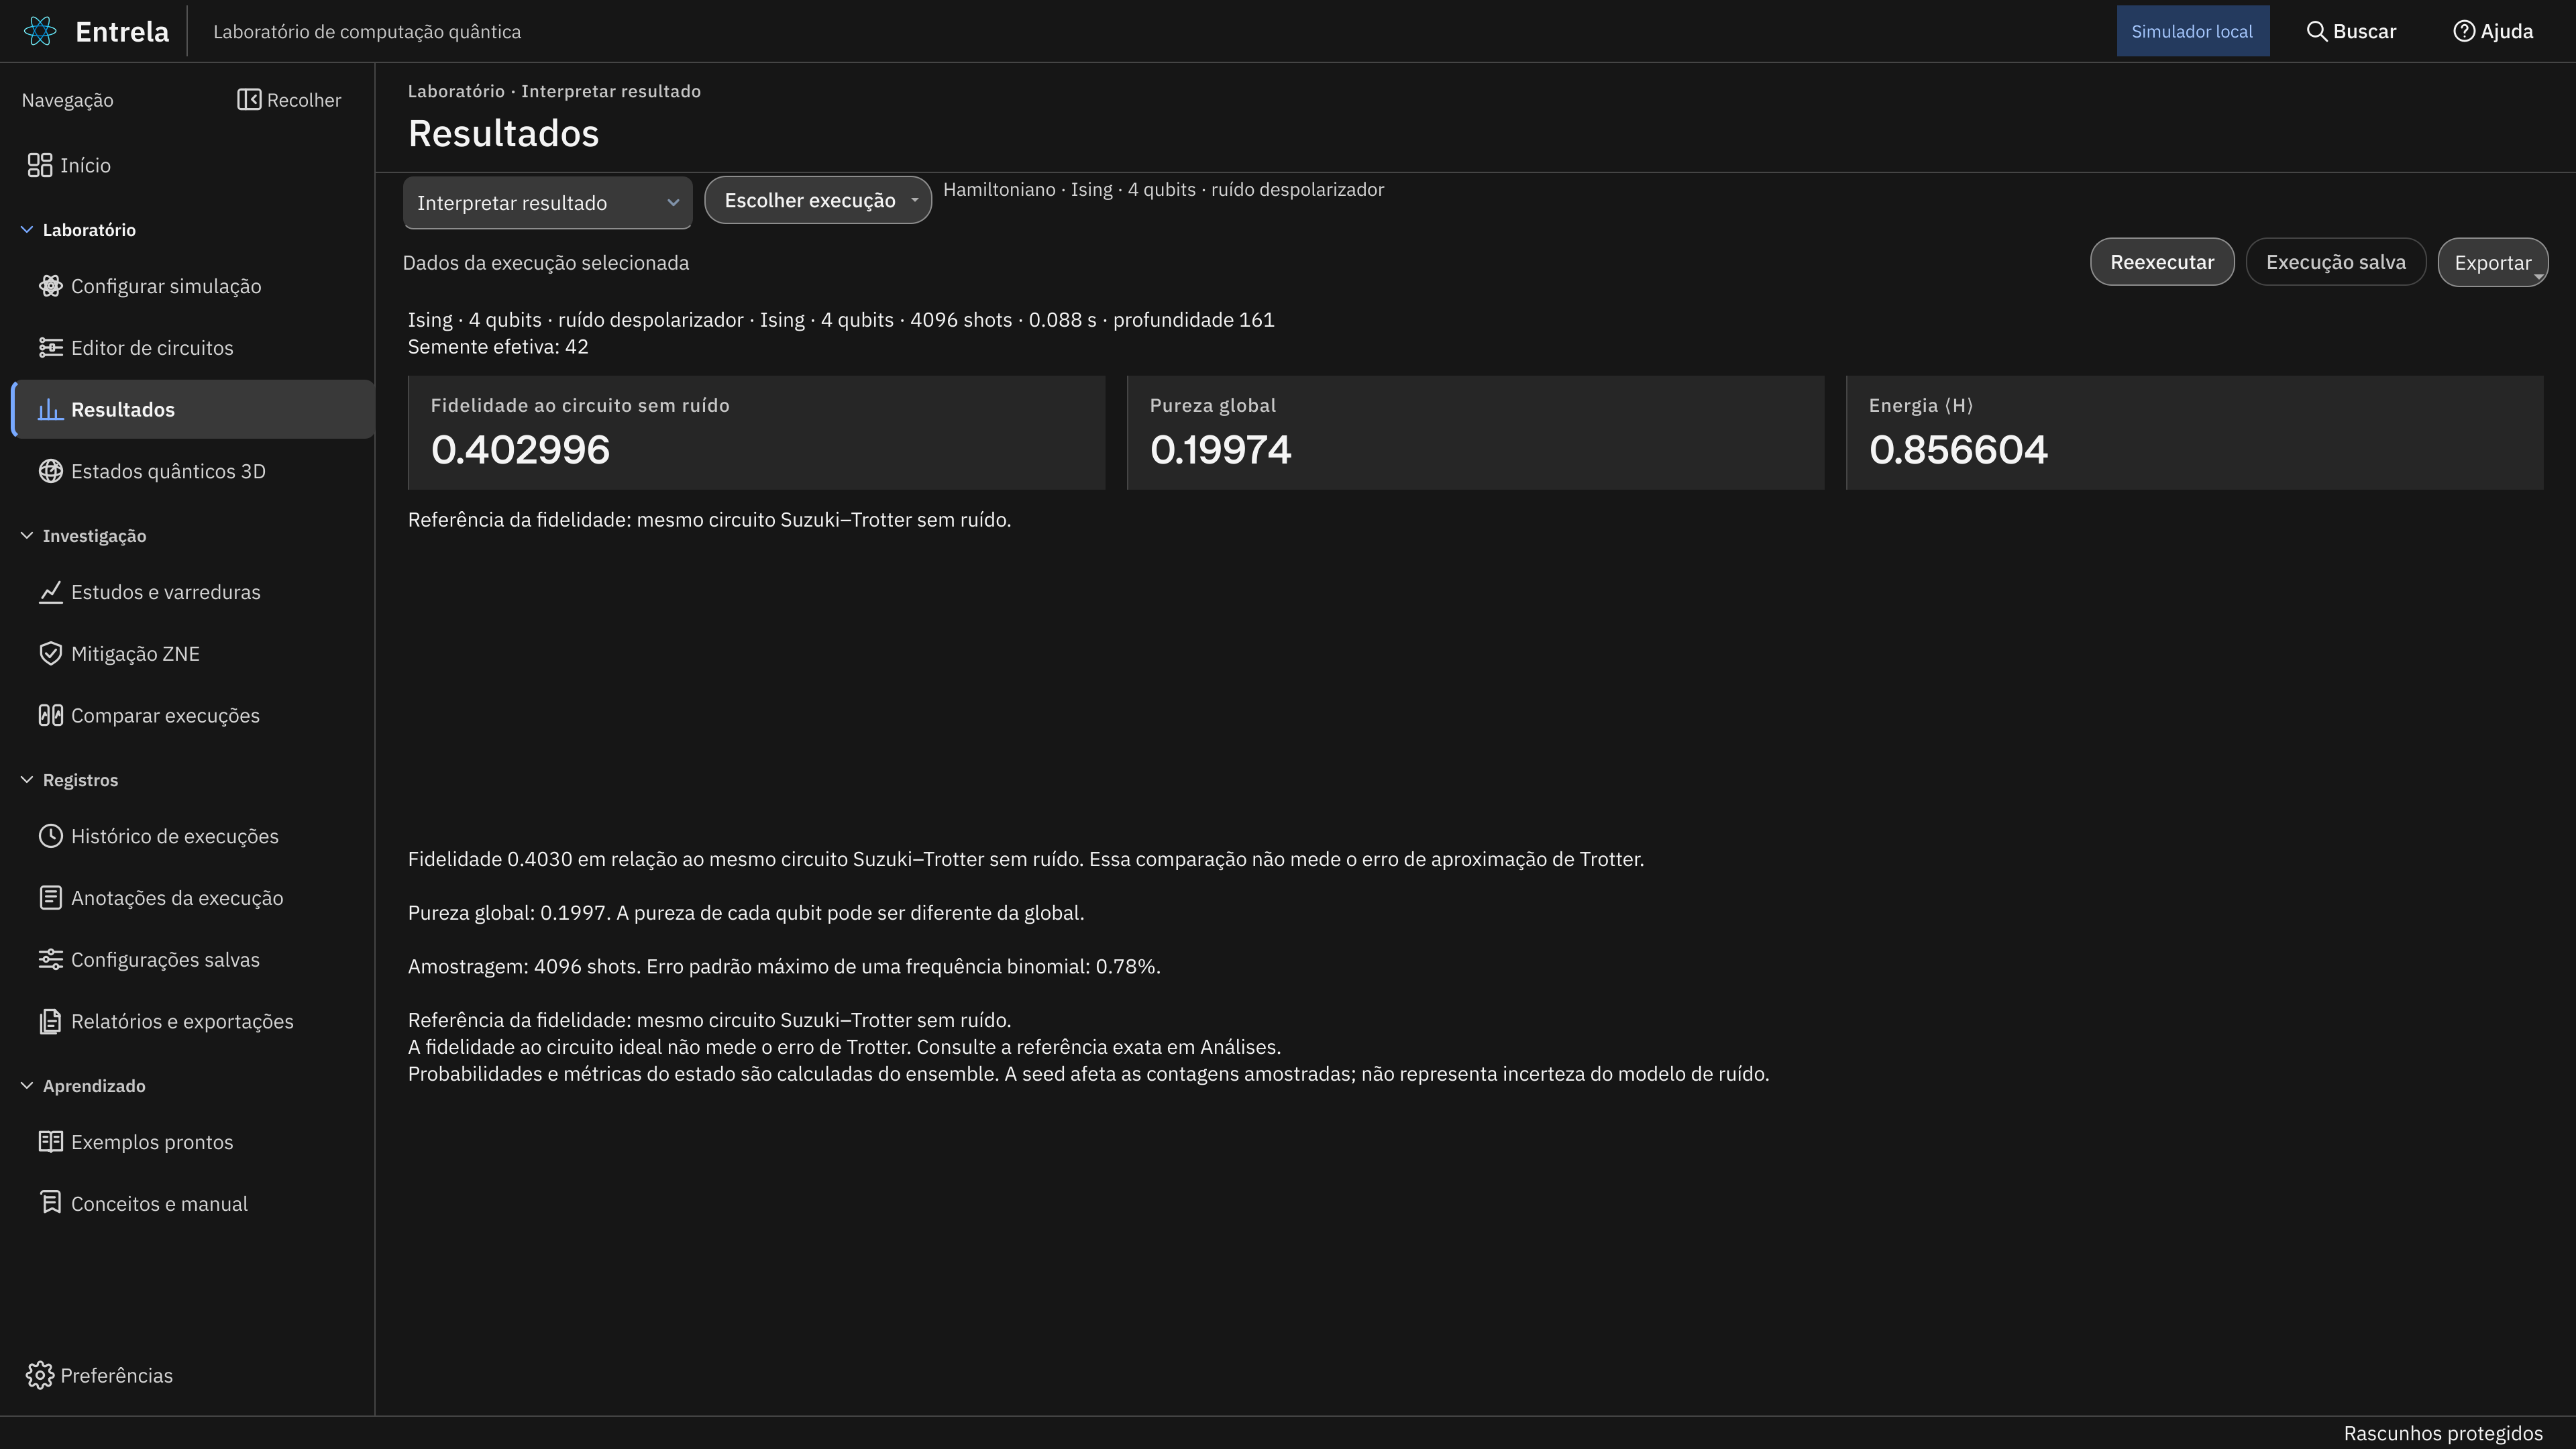 Entrela
Laboratório de computação quântica
Simulador local
Buscar
Ajuda
Navegação
Recolher
Início
Laboratório
Configurar simulação
Editor de circuitos
Resultados
Estados quânticos 3D
Investigação
Estudos e varreduras
Mitigação ZNE
Comparar execuções
Registros
Histórico de execuções
Anotações da execução
Configurações salvas
Relatórios e exportações
Aprendizado
Exemplos prontos
Conceitos e manual
Preferências
Laboratório · Interpretar resultado
Resultados
Interpretar resultado
Escolher execução
Hamiltoniano · Ising · 4 qubits · ruído despolarizador
Dados da execução selecionada
Reexecutar
Execução salva
Exportar
Ising · 4 qubits · ruído despolarizador · Ising · 4 qubits · 4096 shots · 0.088 s · profundidade 161
Semente efetiva: 42
Fidelidade ao circuito sem ruído
0.402996
Pureza global
0.19974
Energia ⟨H⟩
0.856604
Referência da fidelidade: mesmo circuito Suzuki–Trotter sem ruído.
Fidelidade 0.4030 em relação ao mesmo circuito Suzuki–Trotter sem ruído. Essa comparação não mede o erro de aproximação de Trotter.
Pureza global: 0.1997. A pureza de cada qubit pode ser diferente da global.
Amostragem: 4096 shots. Erro padrão máximo de uma frequência binomial: 0.78%.
Referência da fidelidade: mesmo circuito Suzuki–Trotter sem ruído.
A fidelidade ao circuito ideal não mede o erro de Trotter. Consulte a referência exata em Análises.
Probabilidades e métricas do estado são calculadas do ensemble. A seed afeta as contagens amostradas; não representa incerteza do modelo de ruído.
Rascunhos protegidos